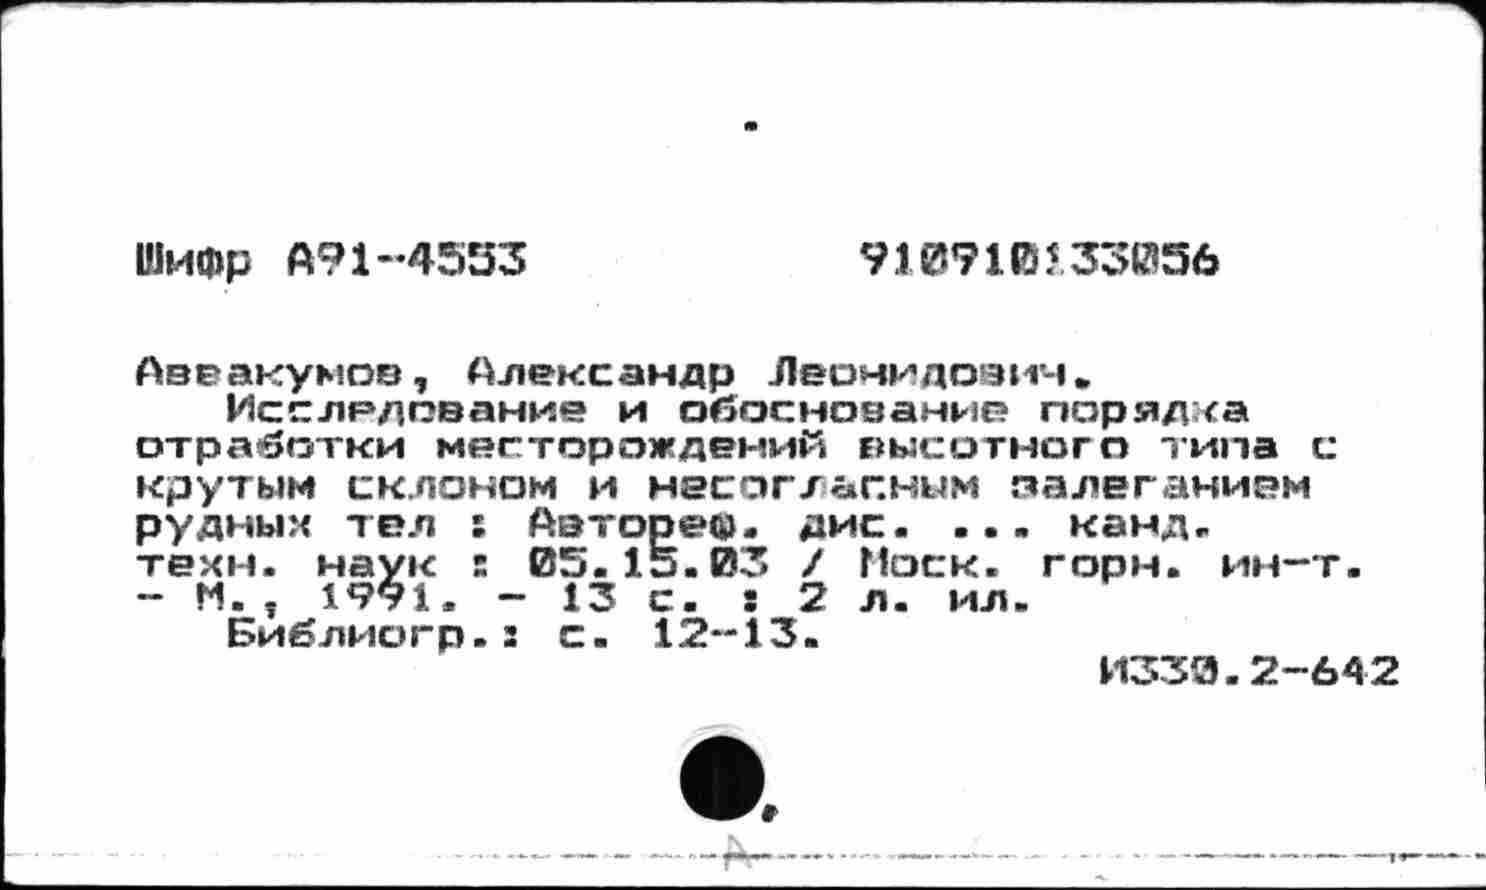 Шифр А91-4553 910910133056
Аввакумов, Александр Леонидович.
Исследование и обоснование порядка
отработки месторождений высотного типа с
крутым склоном и несогласным залеганием
рудных тел : Автореф. дис. ... канд.
техн. наук : 05.15.03 / Моск. горн. ин-т.
- М., 1991. - 13 с. : 2 л. ил.
Библиогр.: с. 12-13.
И330.2-642
А